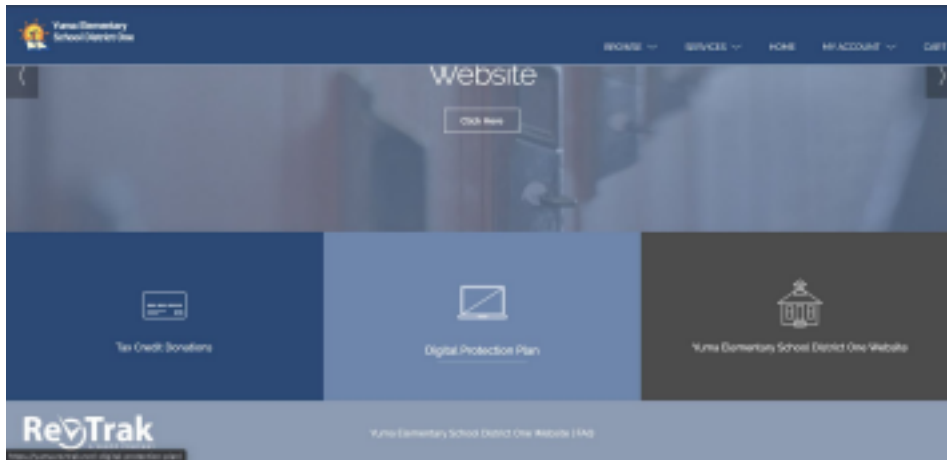 Yuma Elementary
School District One
BROWSE SERVICES HOME MY ACCOUNT CART
Website
Click Here
Tax Credit Donations
Digital Protection Plan
Yuma Elementary School District One Website
RevTrak
Yuma Elementary School District One Website | FAQ